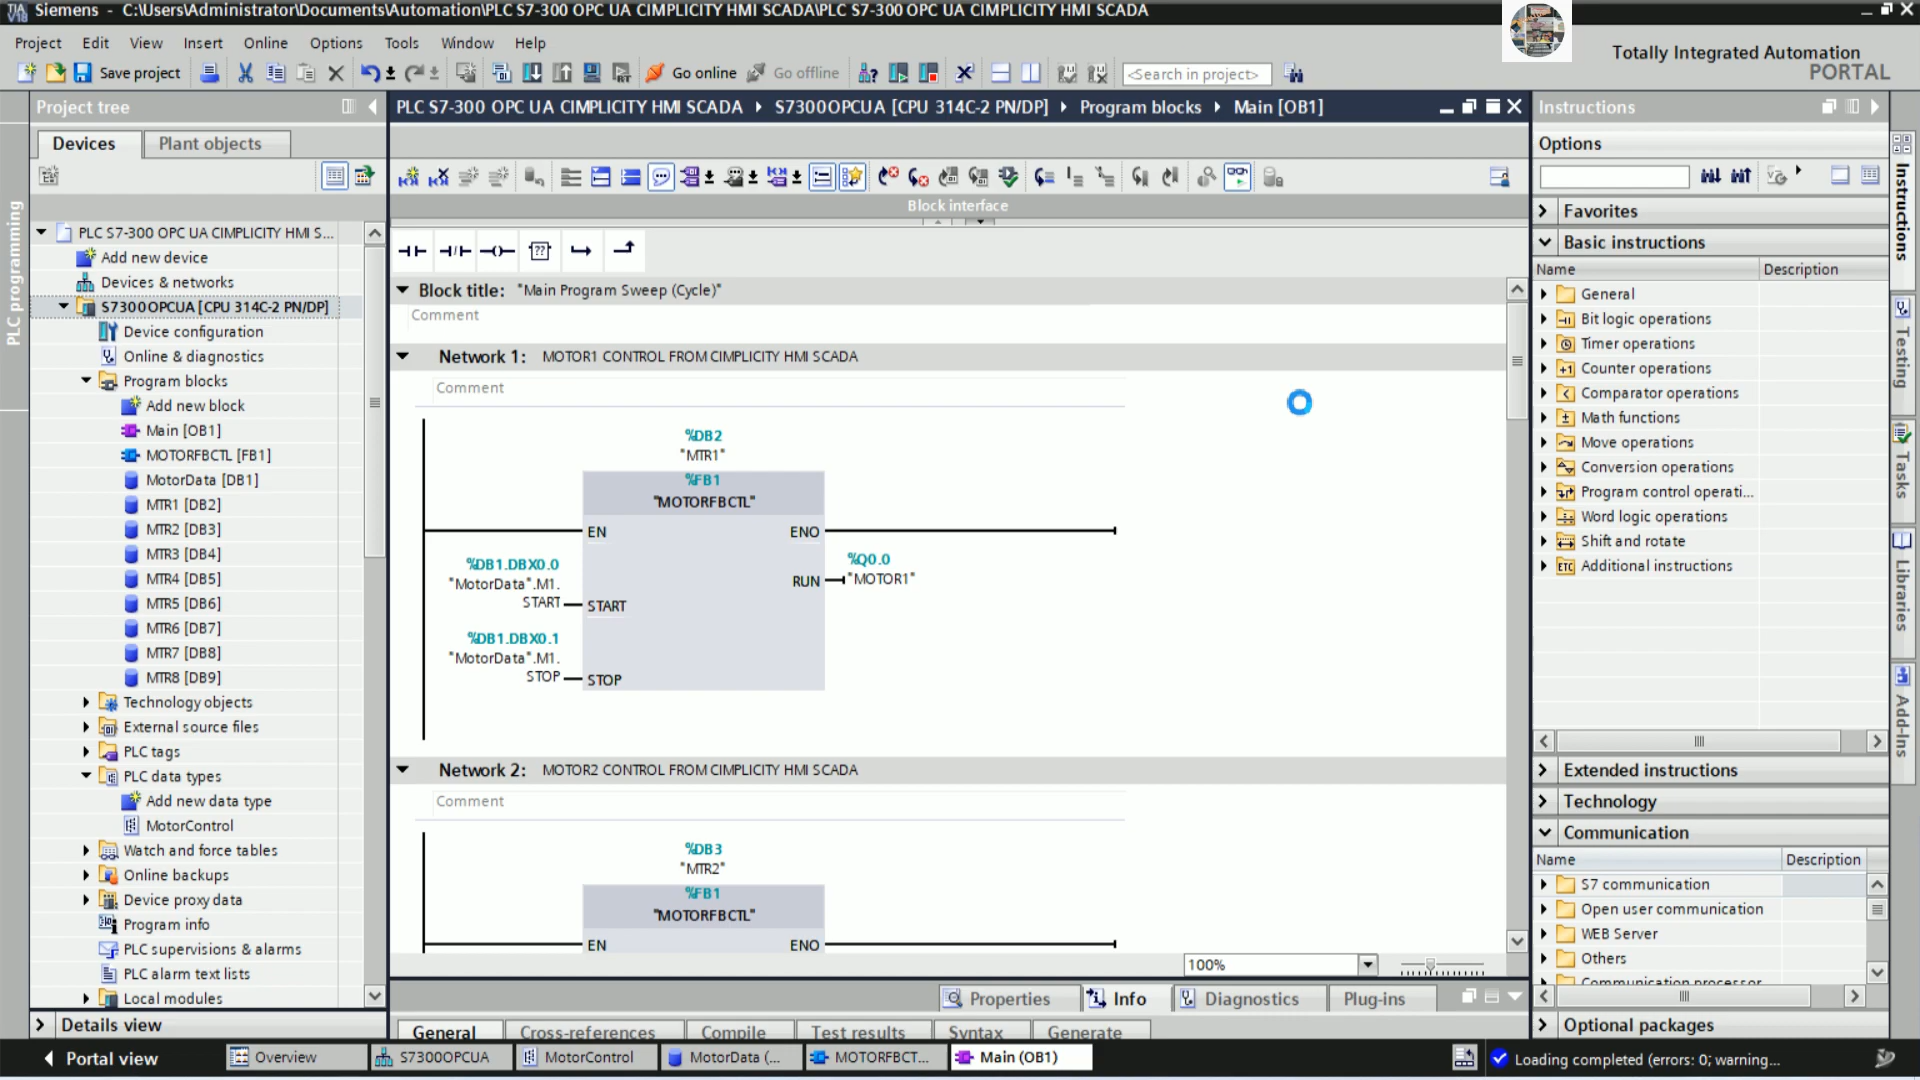 Siemens - C:\Users\Administrator\Documents\Automation\PLC S7-300 OPC UA CIMPLICITY HMI SCADA\PLC S7-300 OPC UA CIMPLICITY HMI SCADA
Project Edit View Insert Online Options Tools Window Help
Totally Integrated Automation
PORTAL
Save project
Go online
Go offline
<Search in project>
Project tree
PLC S7-300 OPC UA CIMPLICITY HMI SCADA S7300OPCUA [CPU 314C-2 PN/DP] Program blocks Main [OB1]
Instructions
Devices
Plant objects
Options
Block interface
PLC programming
PLC S7-300 OPC UA CIMPLICITY HMI S...
Add new device
Devices & networks
S7300OPCUA [CPU 314C-2 PN/DP]
Device configuration
Online & diagnostics
Program blocks
Add new block
Main [OB1]
MOTORFBCTL [FB1]
MotorData [DB1]
MTR1 [DB2]
MTR2 [DB3]
MTR3 [DB4]
MTR4 [DB5]
MTR5 [DB6]
MTR6 [DB7]
MTR7 [DB8]
MTR8 [DB9]
Technology objects
External source files
PLC tags
PLC data types
Add new data type
MotorControl
Watch and force tables
Online backups
Device proxy data
Program info
PLC supervisions & alarms
PLC alarm text lists
Local modules
Details view
??
Block title: "Main Program Sweep (Cycle)"
Comment
Network 1: MOTOR1 CONTROL FROM CIMPLICITY HMI SCADA
Comment
%DB2
"MTR1"
%FB1
"MOTORFBCTL"
EN
ENO
%DB1.DBX0.0
"MotorData".M1.
START
START
%Q0.0
RUN
"MOTOR1"
%DB1.DBX0.1
"MotorData".M1.
STOP
STOP
Network 2: MOTOR2 CONTROL FROM CIMPLICITY HMI SCADA
Comment
%DB3
"MTR2"
%FB1
"MOTORFBCTL"
EN
ENO
100%
Properties
Info
Diagnostics
Plug-ins
General
Cross-references
Compile
Test results
Syntax
Generate
Favorites
Basic instructions
Name Description
General
Bit logic operations
Timer operations
Counter operations
Comparator operations
Math functions
Move operations
Conversion operations
Program control operati...
Word logic operations
Shift and rotate
Additional instructions
Extended instructions
Technology
Communication
Name Description
S7 communication
Open user communication
WEB Server
Others
Communication processor
Optional packages
Instructions
Testing
Tasks
Libraries
Add-Ins
Portal view
Overview
S7300OPCUA
MotorControl
MotorData (...
MOTORFBCT...
Main (OB1)
Loading completed (errors: 0; warning...